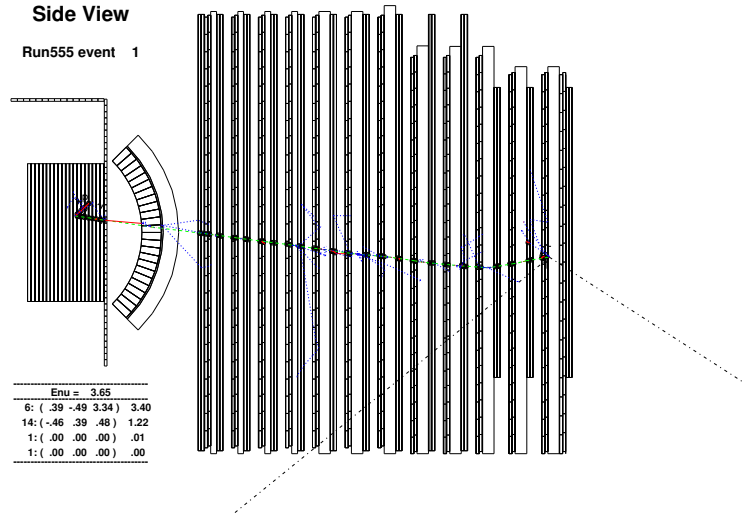 Side View
Run555 event 1
Enu = 3.65
6: ( .39 -.49 3.34 ) 3.40
14: ( -.46 .39 .48 ) 1.22
1: ( .00 .00 .00 ) .01
1: ( .00 .00 .00 ) .00